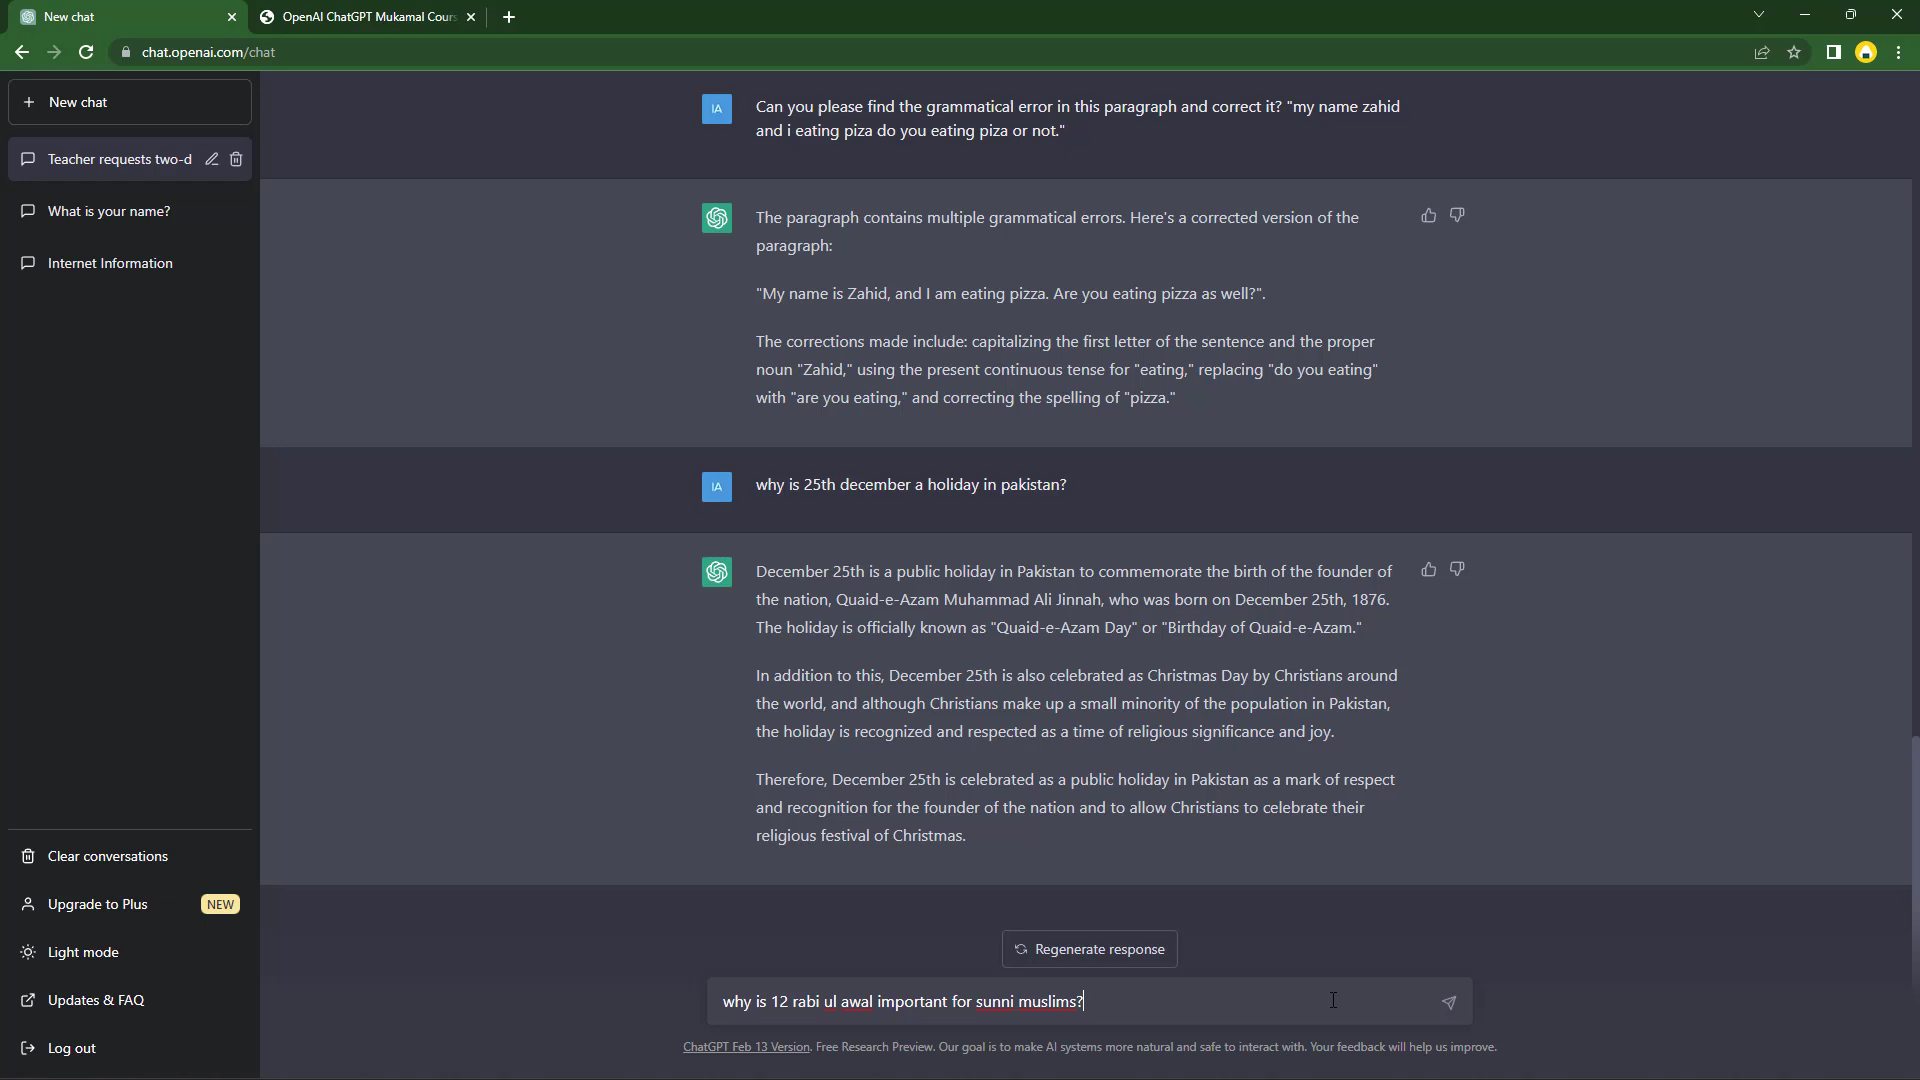 New chat
OpenAI ChatGPT Mukamal Cour
chat.openai.com/chat
New chat
Teacher requests two-d
What is your name?
Internet Information
Clear conversations
Upgrade to Plus
NEW
Light mode
Updates & FAQ
Log out
IA
Can you please find the grammatical error in this paragraph and correct it? "my name zahid
and i eating piza do you eating piza or not."
The paragraph contains multiple grammatical errors. Here's a corrected version of the
paragraph:
"My name is Zahid, and I am eating pizza. Are you eating pizza as well?".
The corrections made include: capitalizing the first letter of the sentence and the proper
noun "Zahid," using the present continuous tense for "eating," replacing "do you eating"
with "are you eating," and correcting the spelling of "pizza."
IA
why is 25th december a holiday in pakistan?
December 25th is a public holiday in Pakistan to commemorate the birth of the founder of
the nation, Quaid-e-Azam Muhammad Ali Jinnah, who was born on December 25th, 1876.
The holiday is officially known as "Quaid-e-Azam Day" or "Birthday of Quaid-e-Azam."
In addition to this, December 25th is also celebrated as Christmas Day by Christians around
the world, and although Christians make up a small minority of the population in Pakistan,
the holiday is recognized and respected as a time of religious significance and joy.
Therefore, December 25th is celebrated as a public holiday in Pakistan as a mark of respect
and recognition for the founder of the nation and to allow Christians to celebrate their
religious festival of Christmas.
Regenerate response
why is 12 rabi ul awal important for sunni muslims?
ChatGPT Feb 13 Version. Free Research Preview. Our goal is to make AI systems more natural and safe to interact with. Your feedback will help us improve.